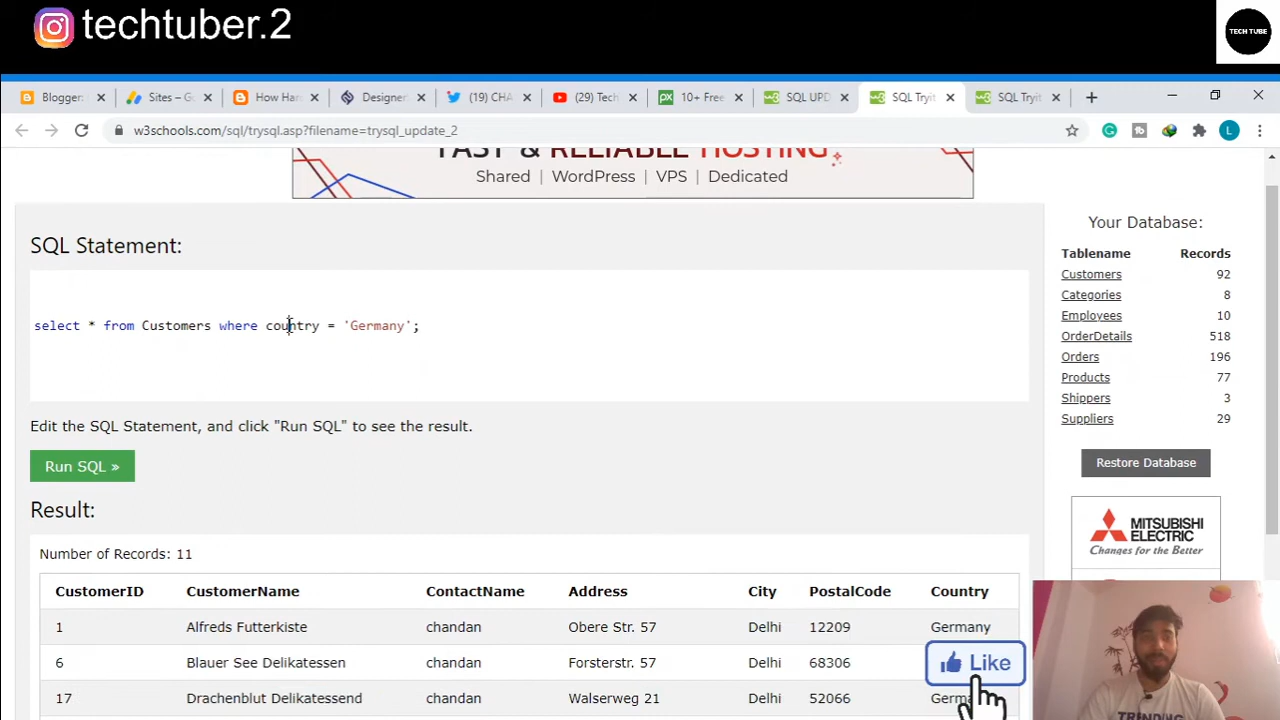 techtuber.2
TECH TUBE
Blogger:
Sites – Go
How Har
Designer
(19) CHA
(29) Tech
10+ Free
SQL UPD
SQL Tryit
SQL Tryit
w3schools.com/sql/trysql.asp?filename=trysql_update_2
L
FAST & RELIABLE HOSTING
Shared | WordPress | VPS | Dedicated
SQL Statement:
select * from Customers where country = 'Germany';
Edit the SQL Statement, and click "Run SQL" to see the result.
Run SQL »
Result:
Number of Records: 11
CustomerID CustomerName ContactName Address City PostalCode Country
1 Alfreds Futterkiste chandan Obere Str. 57 Delhi 12209 Germany
6 Blauer See Delikatessen chandan Forsterstr. 57 Delhi 68306
17 Drachenblut Delikatessend chandan Walserweg 21 Delhi 52066 Germa
Your Database:
Tablename Records
Customers 92
Categories 8
Employees 10
OrderDetails 518
Orders 196
Products 77
Shippers 3
Suppliers 29
Restore Database
MITSUBISHI
ELECTRIC
Changes for the Better
Like
TRENDING